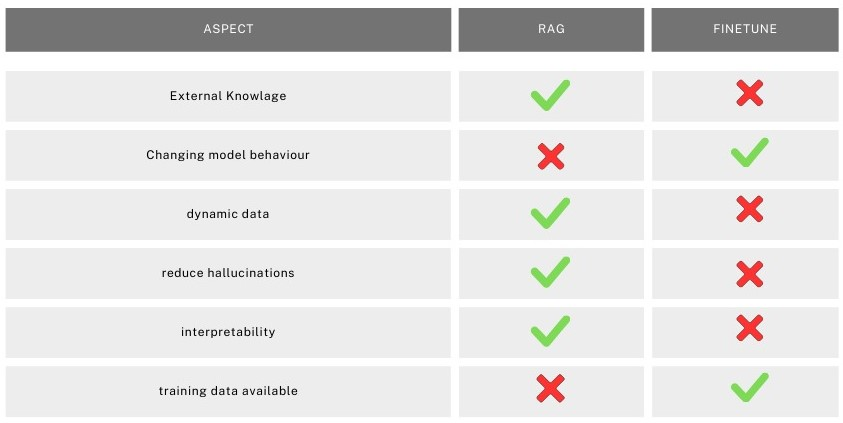 ASPECT RAG FINETUNE
External Knowlage
Changing model behaviour
dynamic data
reduce hallucinations
interpretability
training data available